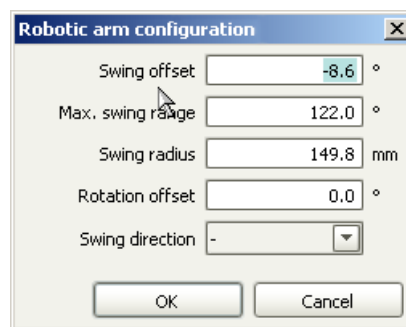 Robotic arm configuration
Swing offset -8.6 °
Max. swing range 122.0 °
Swing radius 149.8 mm
Rotation offset 0.0 °
Swing direction -
OK Cancel